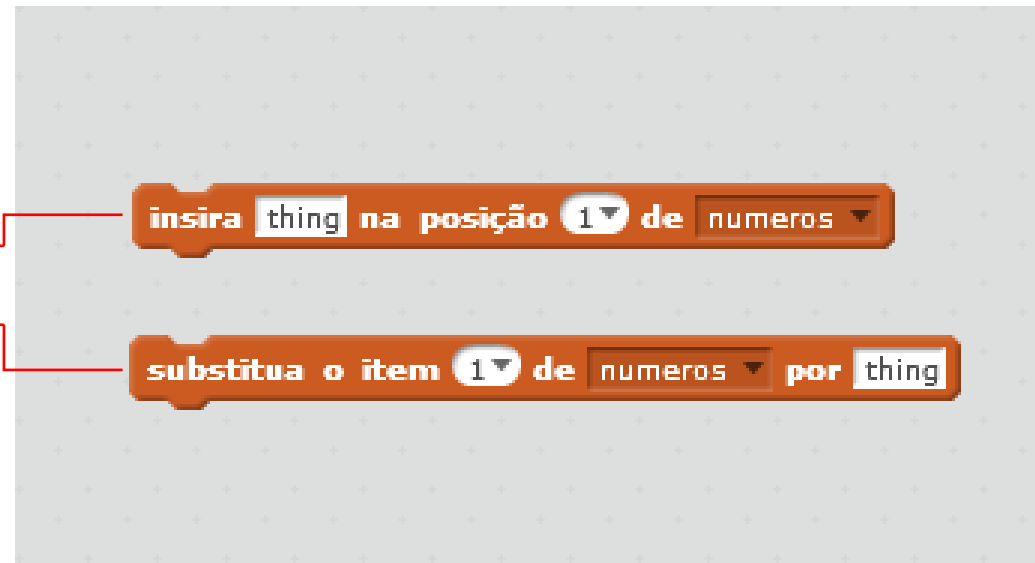 insira thing na posição 1 de numeros
substitua o item 1 de numeros por thing